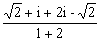 (√2 + i + 2i - √2)/(1 + 2)